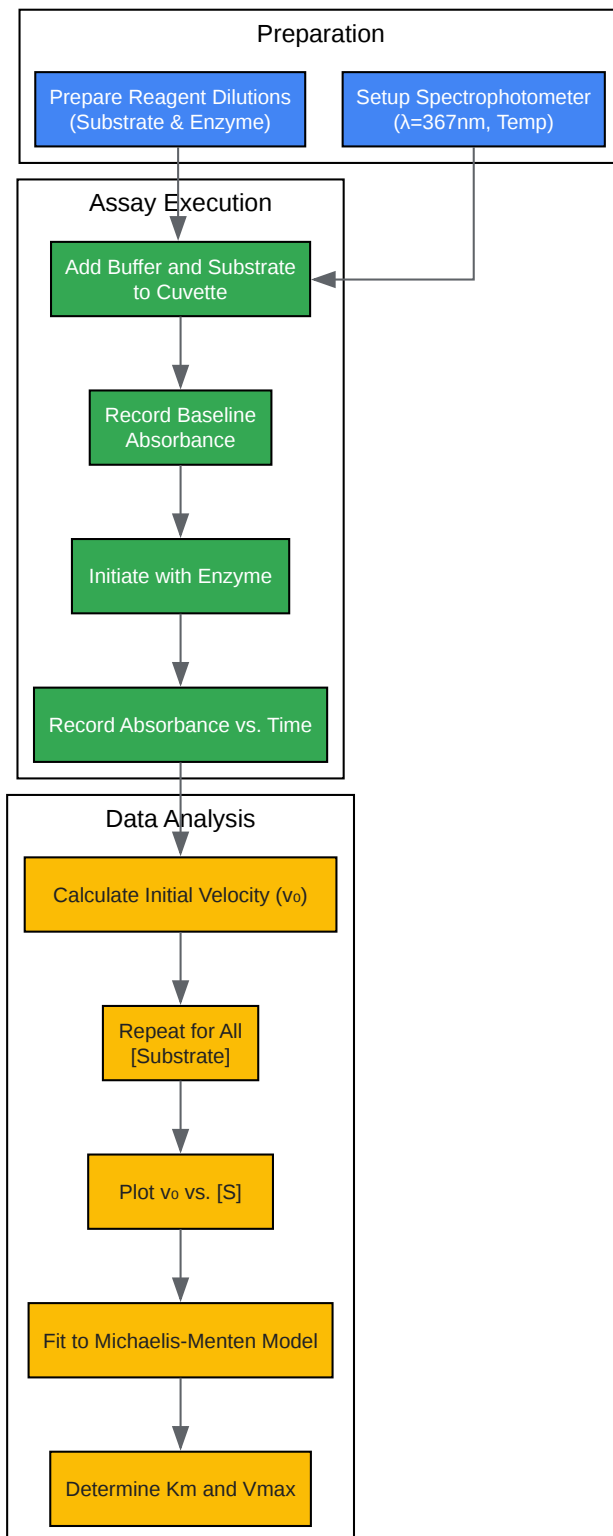 Preparation
Prepare Reagent Dilutions
(Substrate & Enzyme)
Setup Spectrophotometer
(λ=367nm, Temp)
Assay Execution
Add Buffer and Substrate
to Cuvette
Record Baseline
Absorbance
Initiate with Enzyme
Record Absorbance vs. Time
Data Analysis
Calculate Initial Velocity (v₀)
Repeat for All
[Substrate]
Plot v₀ vs. [S]
Fit to Michaelis-Menten Model
Determine Km and Vmax